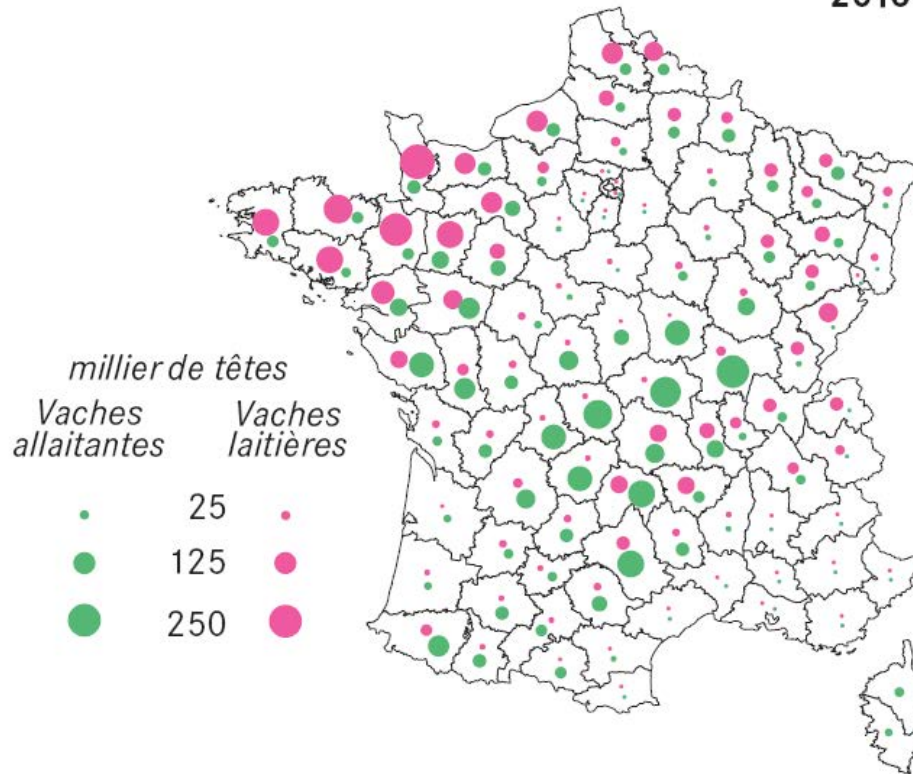 millier de têtes
Vaches allaitantes
Vaches laitières
25
125
250